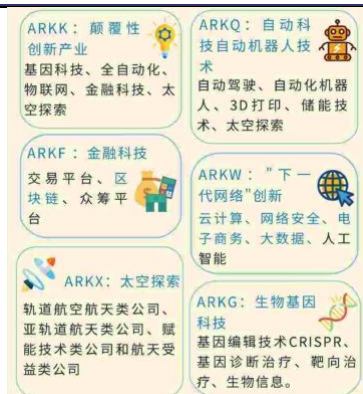 ARKK：颠覆性
创新产业
基因科技、全自动化、
物联网、金融科技、太
空探索
ARKQ：自动科
技自动机器人技
术
自动驾驶、自动化机器
人、3D打印、储能技
术、太空探索
ARKF：金融科技
交易平台、区
块链、众筹平
台
ARKW："下一
代网络"创新
云计算、网络安全、电
子商务、大数据、人工
智能
ARKX：太空探索
轨道航空航天类公司、
亚轨道航天类公司、赋
能技术类公司和航天受
益类公司
ARKG：生物基因
科技
基因编辑技术CRISPR、
基因诊断治疗、靶向治
疗、生物信息。